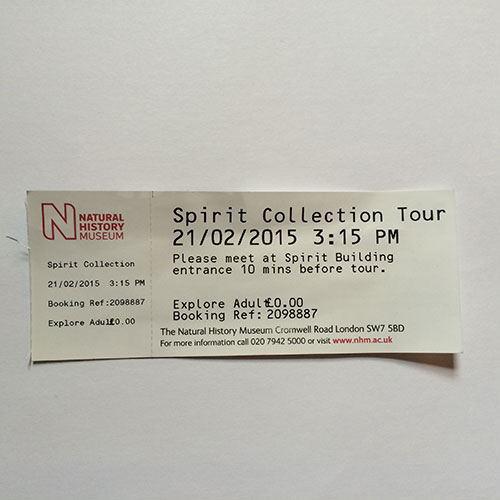 N NATURAL
HISTORY
MUSEUM
Spirit Collection
21/02/2015 3:15 PM
Booking Ref:2098887
Explore Adult£0.00
Spirit Collection Tour
21/02/2015 3:15 PM
Please meet at Spirit Building
entrance 10 mins before tour.
Explore Adult£0.00
Booking Ref: 2098887
The Natural History Museum Cromwell Road London SW7 5BD
For more information call 020 7942 5000 or visit www.nhm.ac.uk